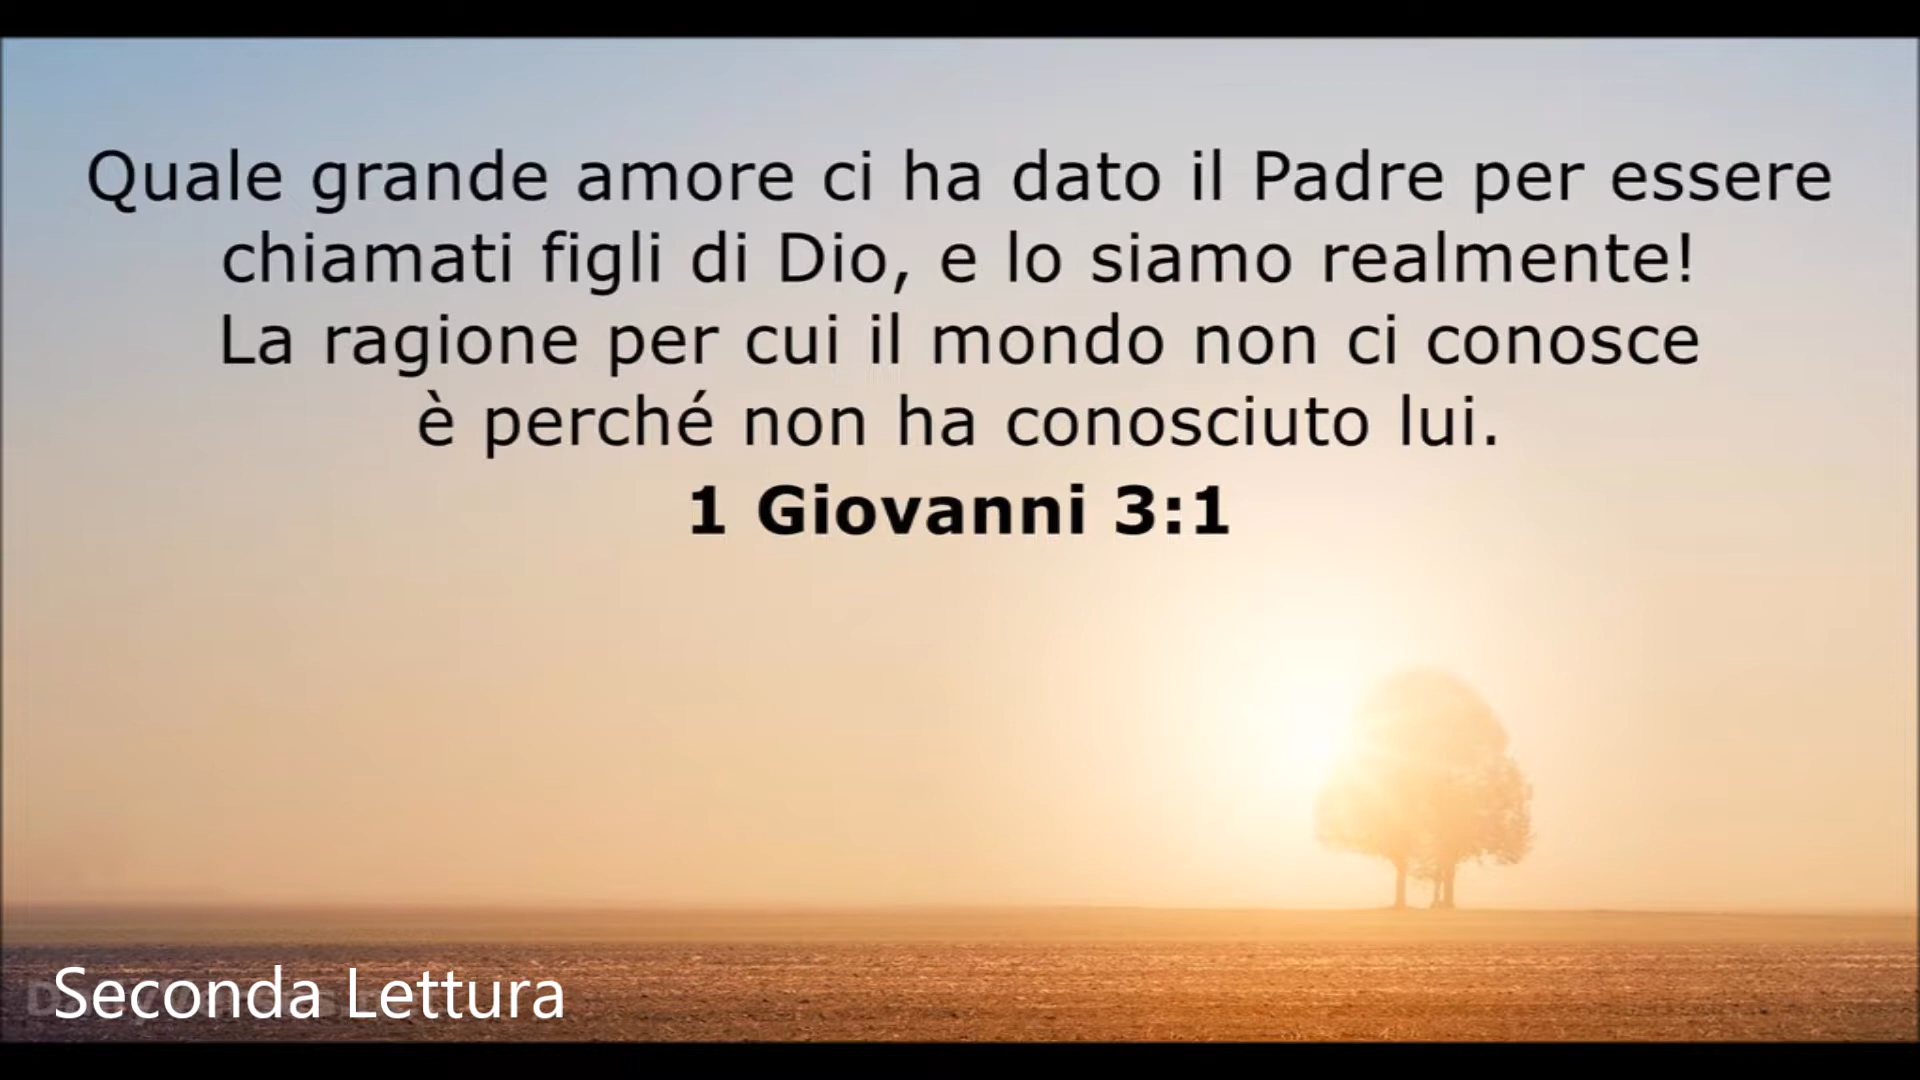 Quale grande amore ci ha dato il Padre per essere
chiamati figli di Dio, e lo siamo realmente!
La ragione per cui il mondo non ci conosce
è perché non ha conosciuto lui.
1 Giovanni 3:1
Seconda Lettura